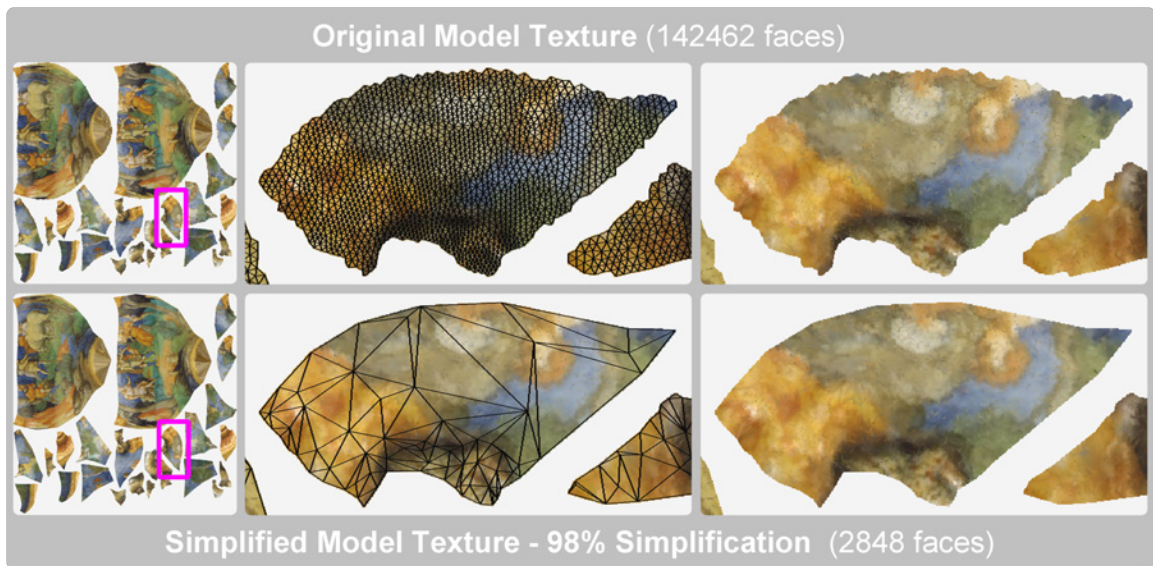 Original Model Texture (142462 faces)
Simplified Model Texture - 98% Simplification (2848 faces)